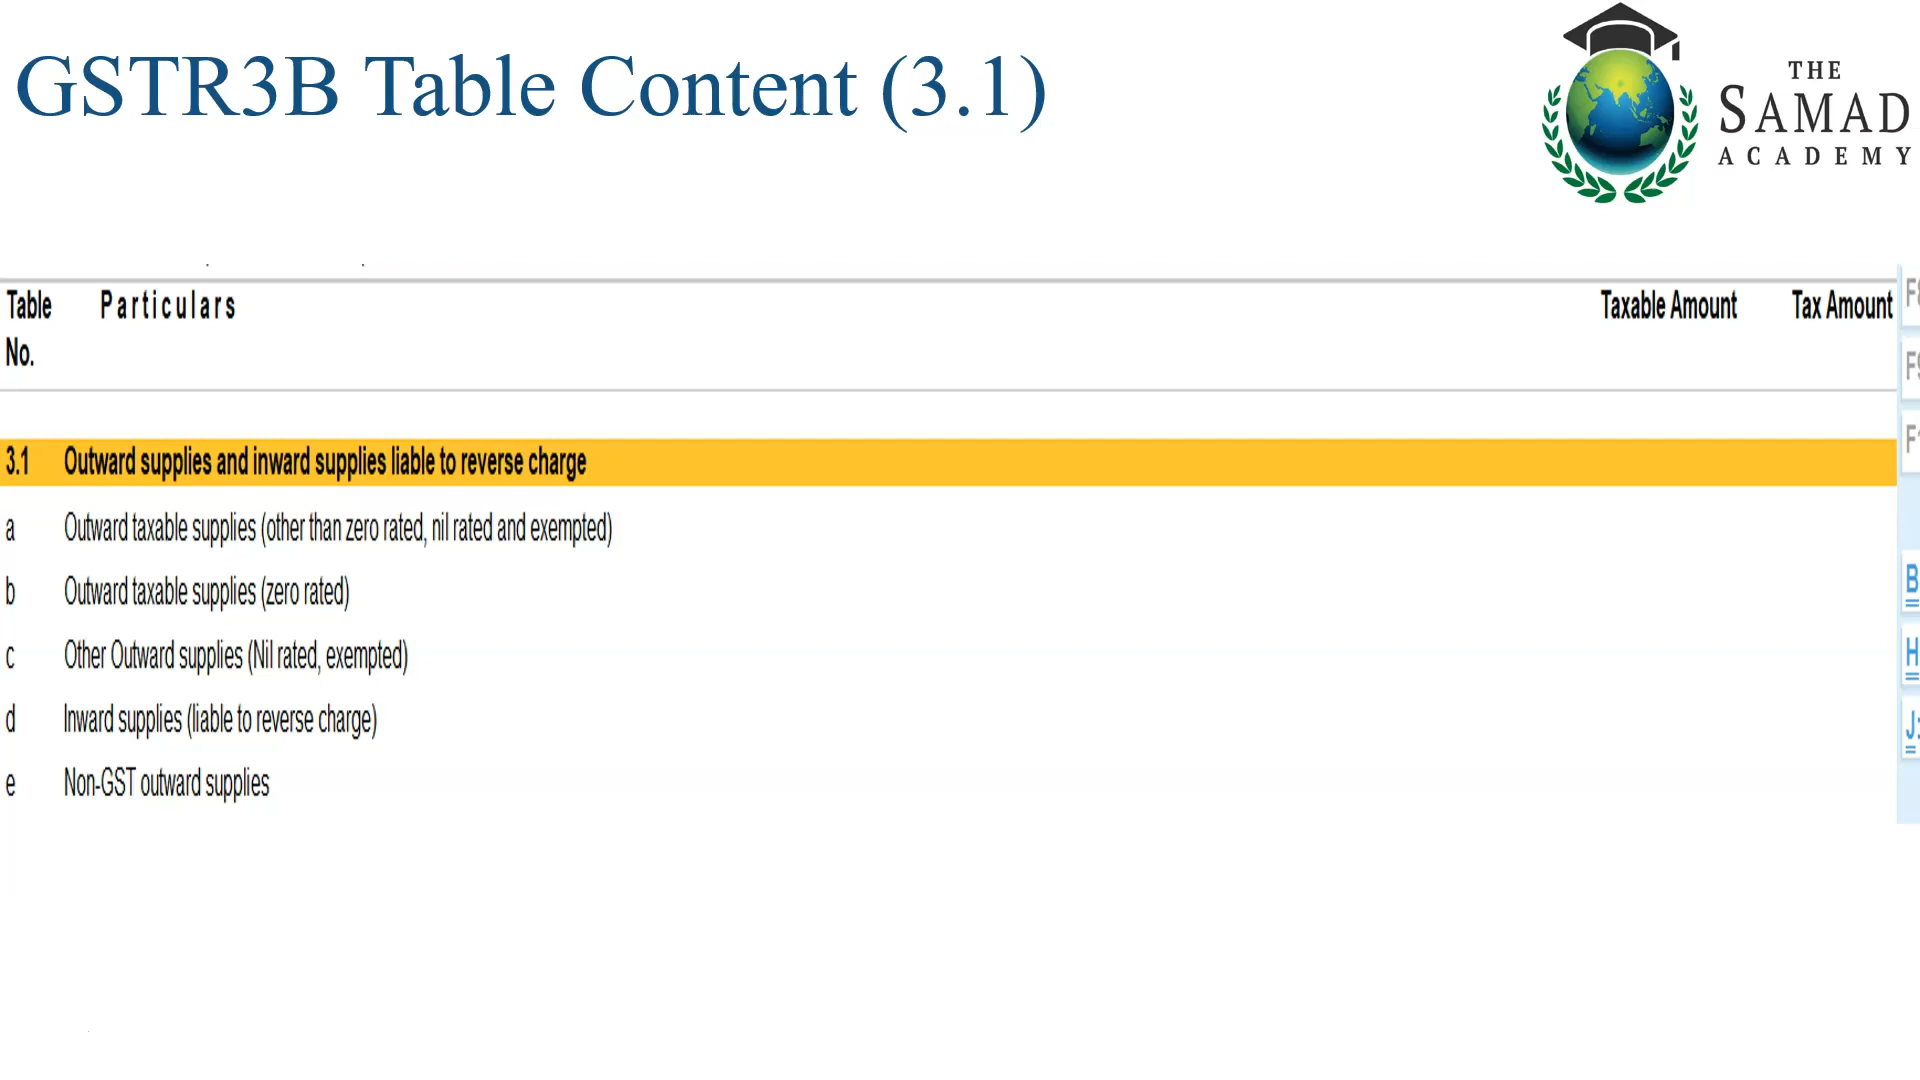 GSTR3B Table Content (3.1)
THE
SAMAD
ACADEMY
Table Particulars Taxable Amount Tax Amount
No.
3.1 Outward supplies and inward supplies liable to reverse charge
a Outward taxable supplies (other than zero rated, nil rated and exempted)
b Outward taxable supplies (zero rated)
c Other Outward supplies (Nil rated, exempted)
d Inward supplies (liable to reverse charge)
e Non-GST outward supplies
B
H